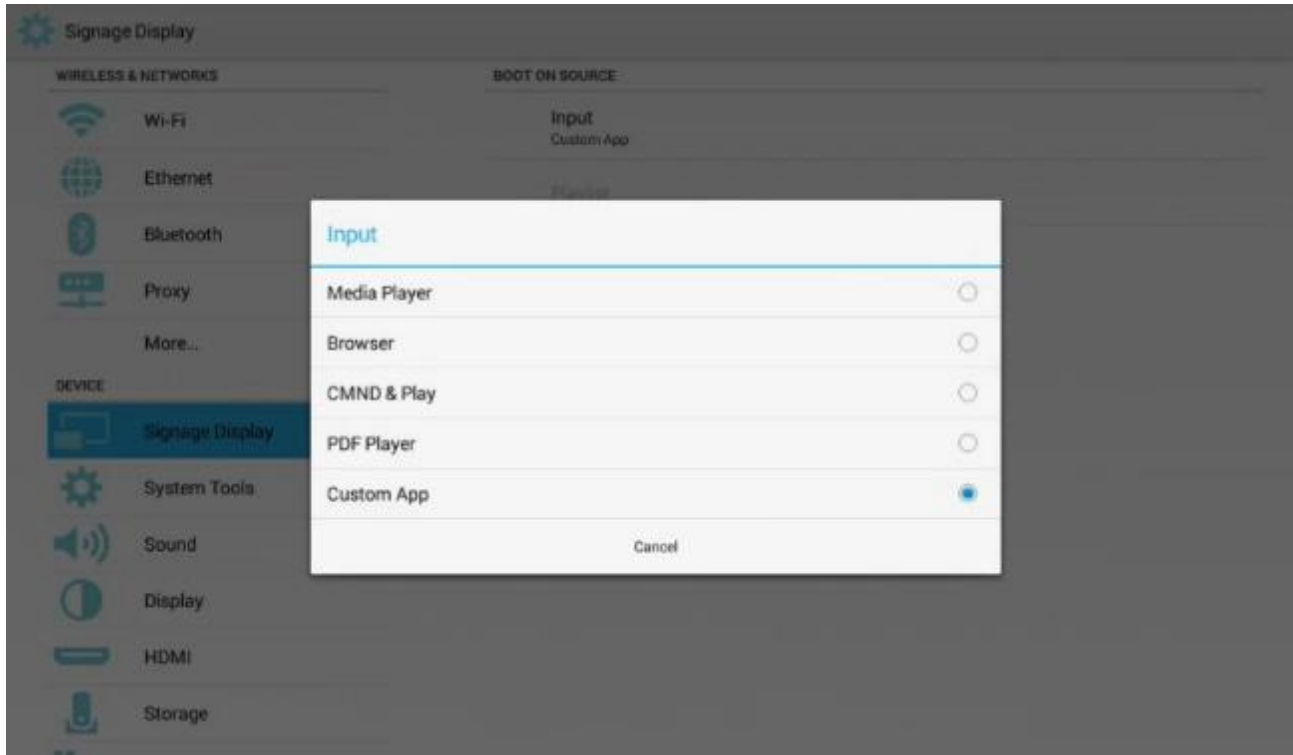 Signage Display
WIRELESS & NETWORKS
Wi-Fi
Ethernet
Bluetooth
Proxy
More...
DEVICE
Signage Display
System Tools
Sound
Display
HDMI
Storage
BOOT ON SOURCE
Input
Custom App
Playlist
Input
Media Player
Browser
CMND & Play
PDF Player
Custom App
Cancel